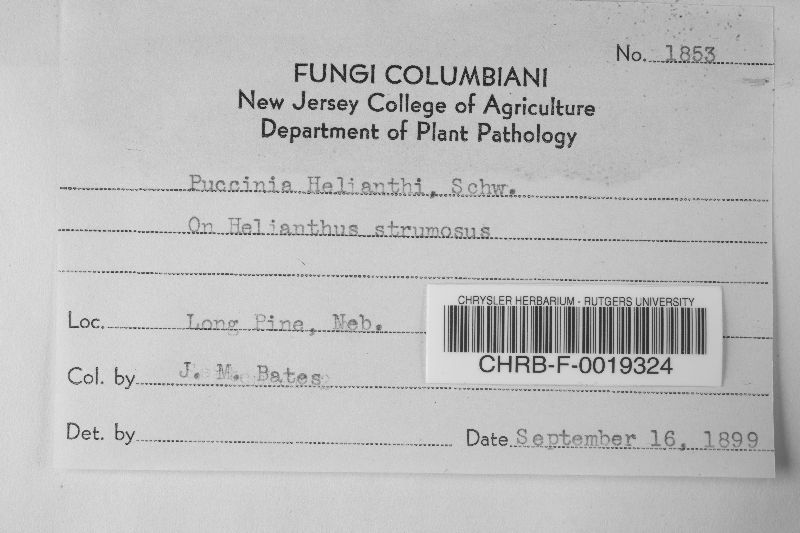 No. 1853
FUNGI COLUMBIANI
New Jersey College of Agriculture
Department of Plant Pathology
Puccinia Helianthi, Schw.
On Helianthus strumosus
Loc. Long Pine, Neb.
CHRYSLER HERBARIUM - RUTGERS UNIVERSITY
CHRB-F-0019324
Col. by J. M. Bates
Det. by
Date September 16, 1899